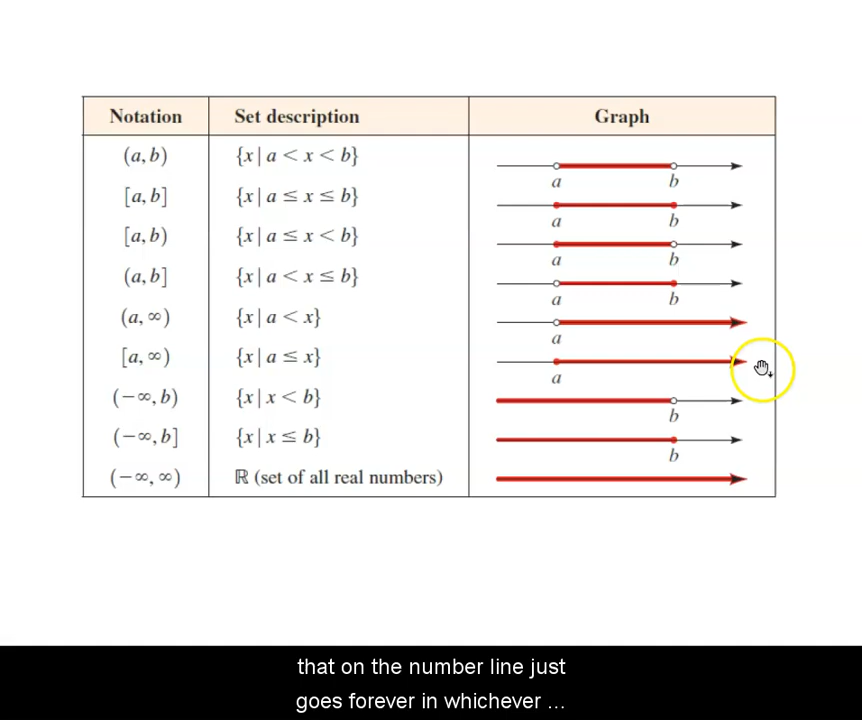 Notation Set description Graph
(a, b) {x | a < x < b}
a b
[a, b] {x | a ≤ x ≤ b}
a b
[a, b) {x | a ≤ x < b}
a b
(a, b] {x | a < x ≤ b}
a b
(a, ∞) {x | a < x}
a
[a, ∞) {x | a ≤ x}
a
(−∞, b) {x | x < b}
b
(−∞, b] {x | x ≤ b}
b
(−∞, ∞) ℝ (set of all real numbers)
that on the number line just
goes forever in whichever ...